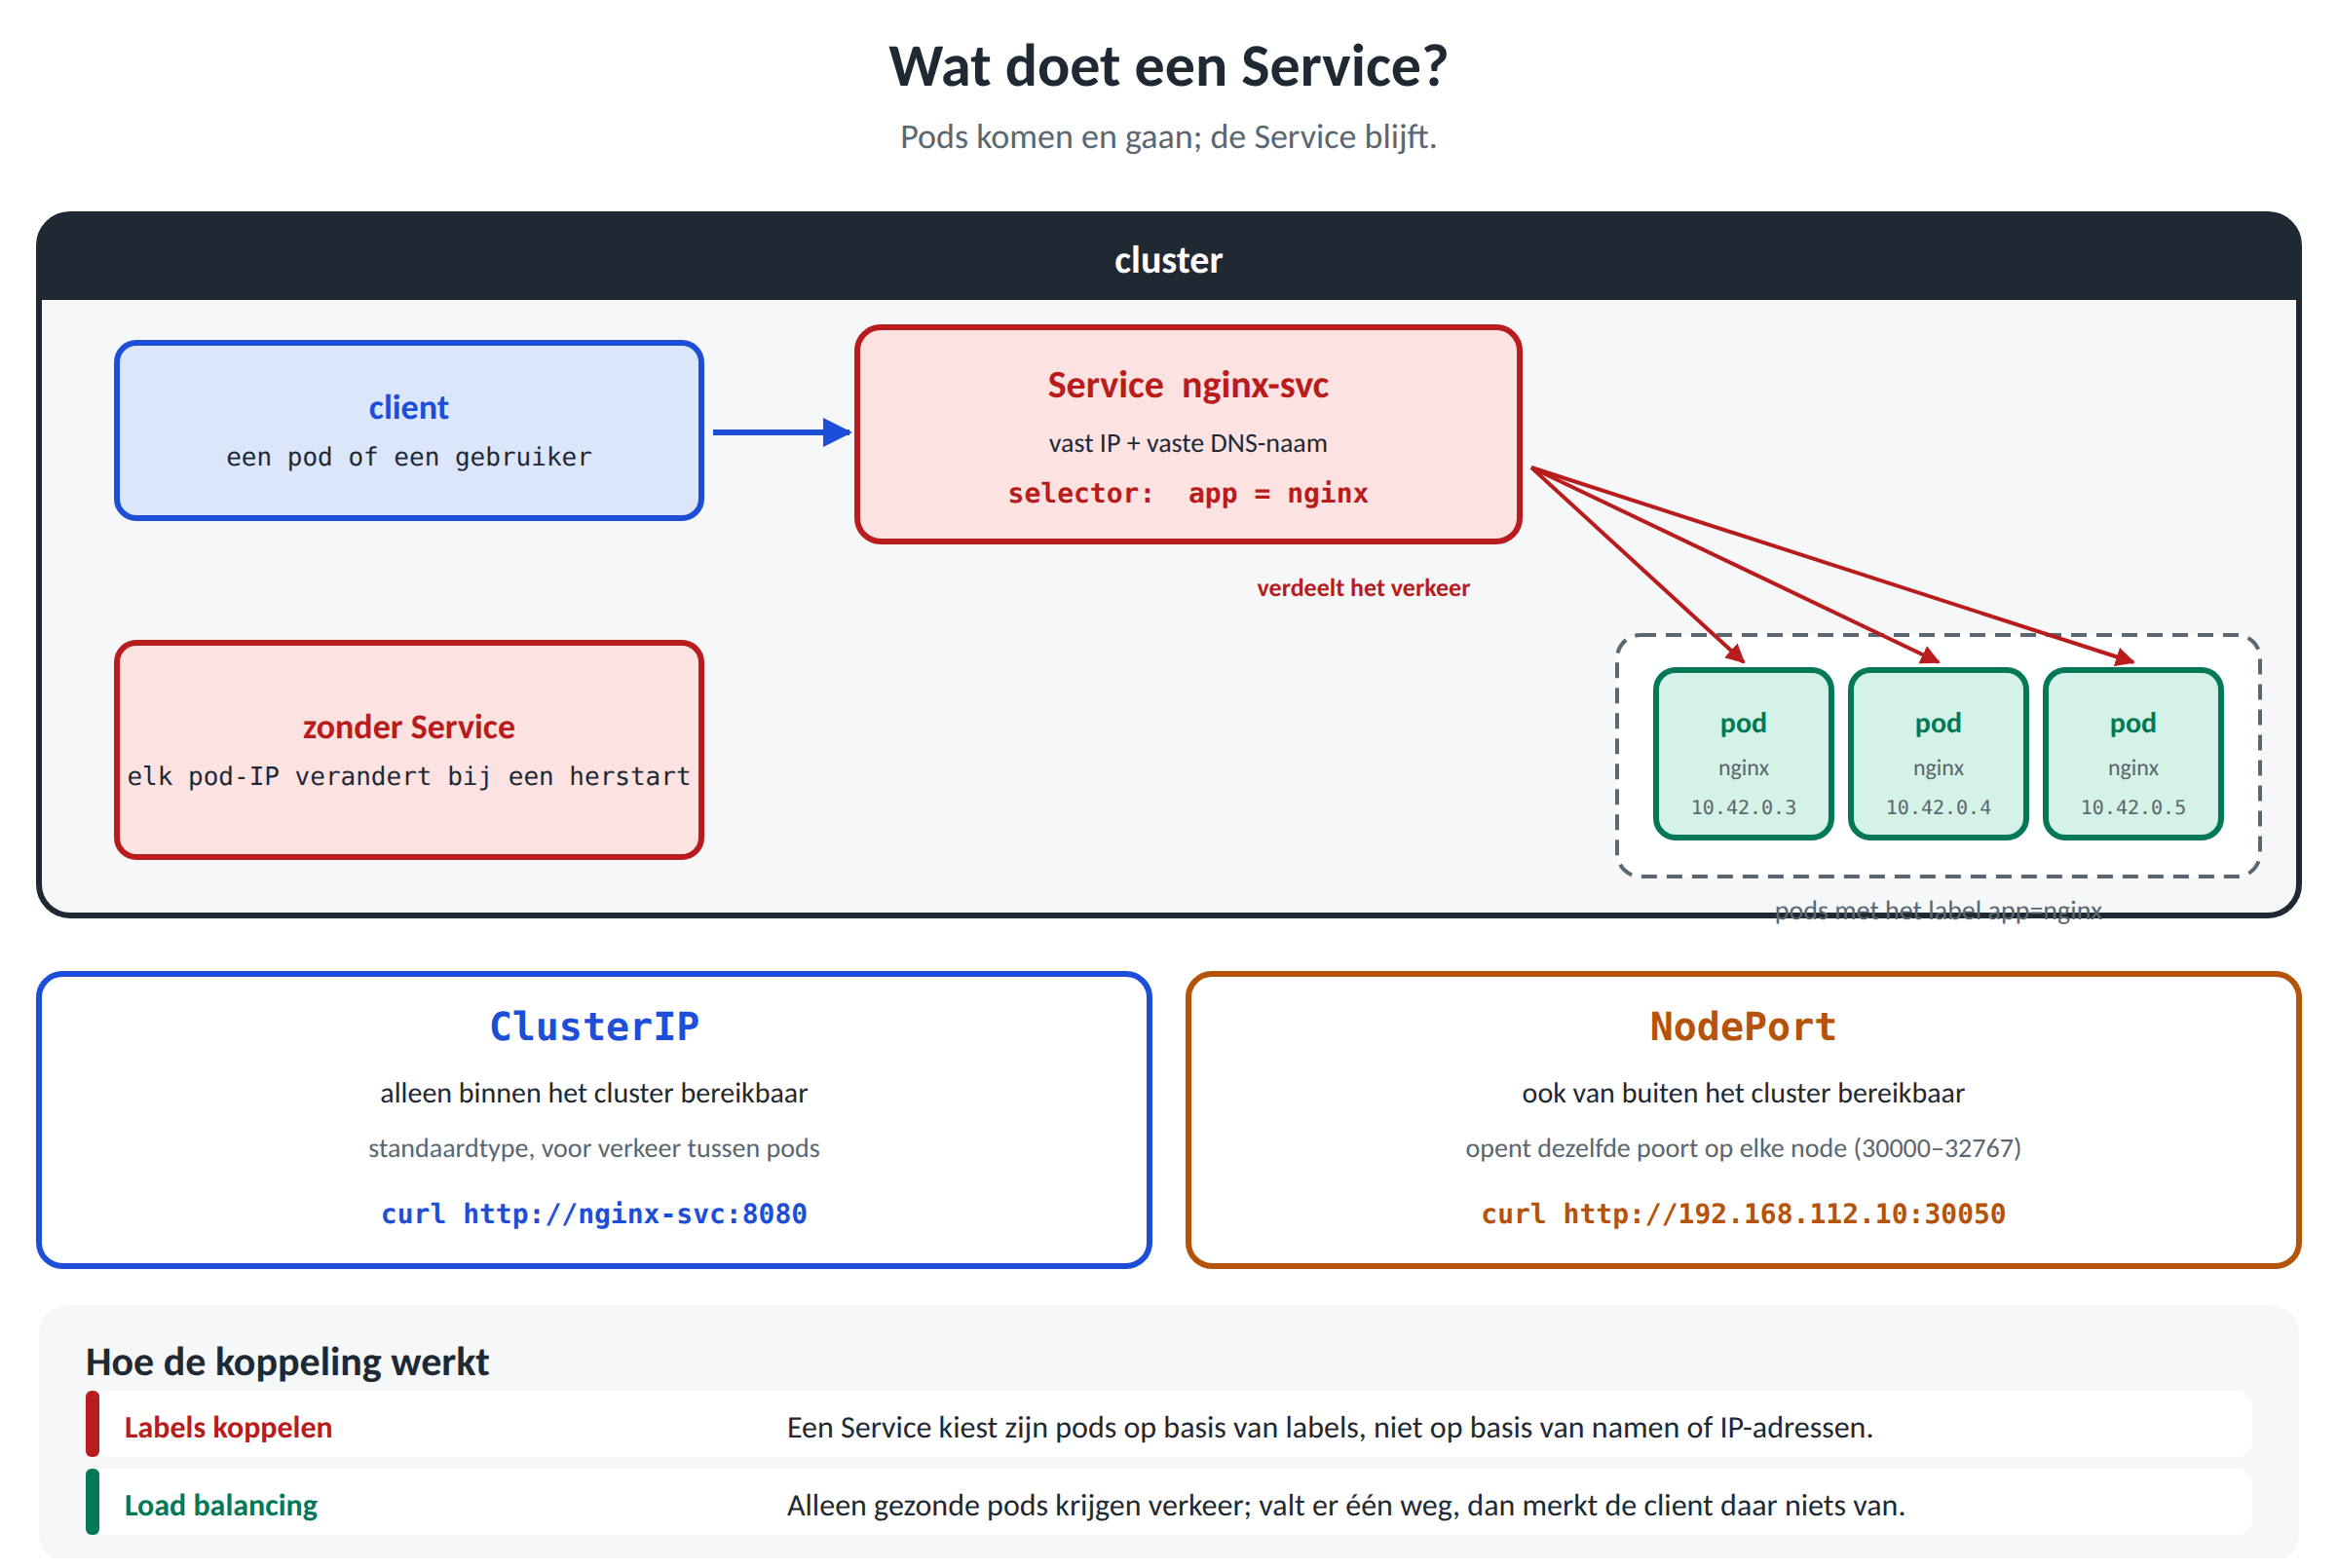 Wat doet een Service?
Pods komen en gaan; de Service blijft.
cluster
client
een pod of een gebruiker
Service nginx-svc
vast IP + vaste DNS-naam
selector: app = nginx
verdeelt het verkeer
zonder Service
elk pod-IP verandert bij een herstart
pod
nginx
10.42.0.3
pod
nginx
10.42.0.4
pod
nginx
10.42.0.5
pods met het label app=nginx
ClusterIP
alleen binnen het cluster bereikbaar
standaardtype, voor verkeer tussen pods
curl http://nginx-svc:8080
NodePort
ook van buiten het cluster bereikbaar
opent dezelfde poort op elke node (30000–32767)
curl http://192.168.112.10:30050
Hoe de koppeling werkt
Labels koppelen
Een Service kiest zijn pods op basis van labels, niet op basis van namen of IP-adressen.
Load balancing
Alleen gezonde pods krijgen verkeer; valt er één weg, dan merkt de client daar niets van.